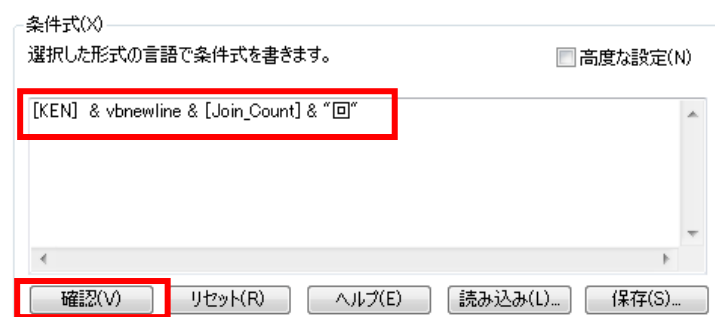 条件式(X)
選択した形式の言語で条件式を書きます。
高度な設定(N)
[KEN] & vbnewline & [Join_Count] & “回“
確認(V) リセット(R) ヘルプ(E) 読み込み(L)... 保存(S)...